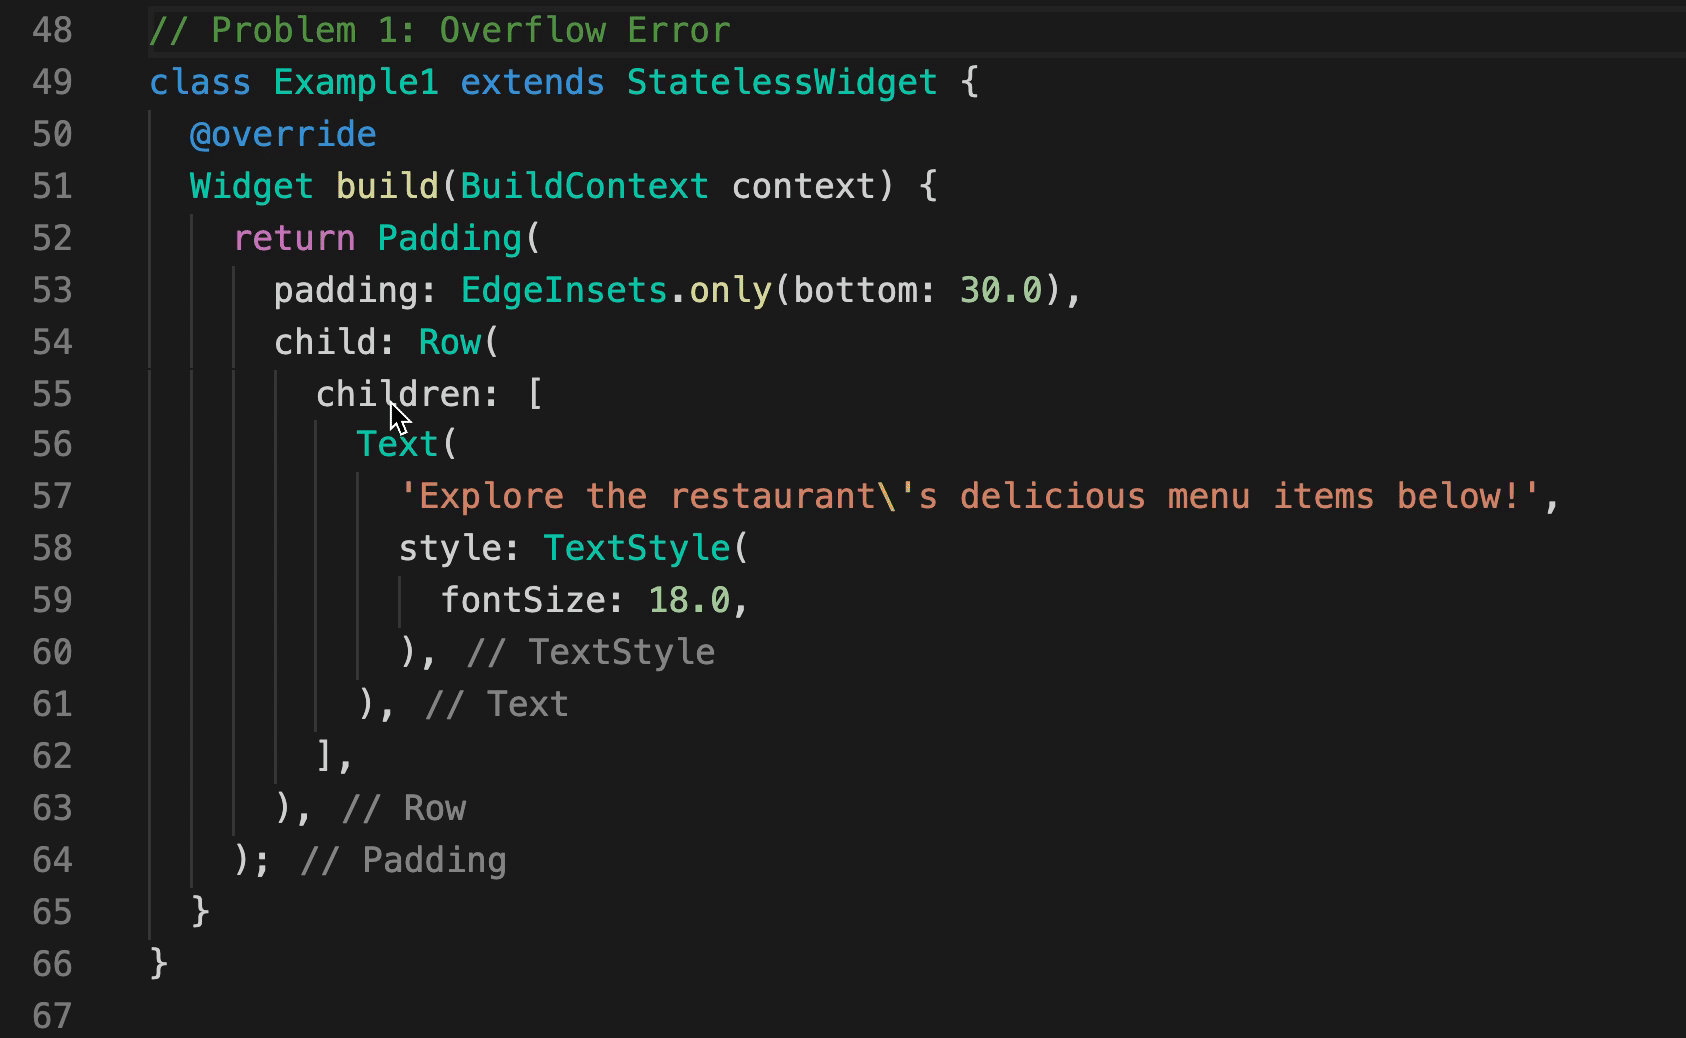 48 // Problem 1: Overflow Error
49 class Example1 extends StatelessWidget {
50 @override
51 Widget build(BuildContext context) {
52 return Padding(
53 padding: EdgeInsets.only(bottom: 30.0),
54 child: Row(
55 children: [
56 Text(
57 'Explore the restaurant\'s delicious menu items below!',
58 style: TextStyle(
59 fontSize: 18.0,
60 ), // TextStyle
61 ), // Text
62 ],
63 ), // Row
64 ); // Padding
65 }
66 }
67